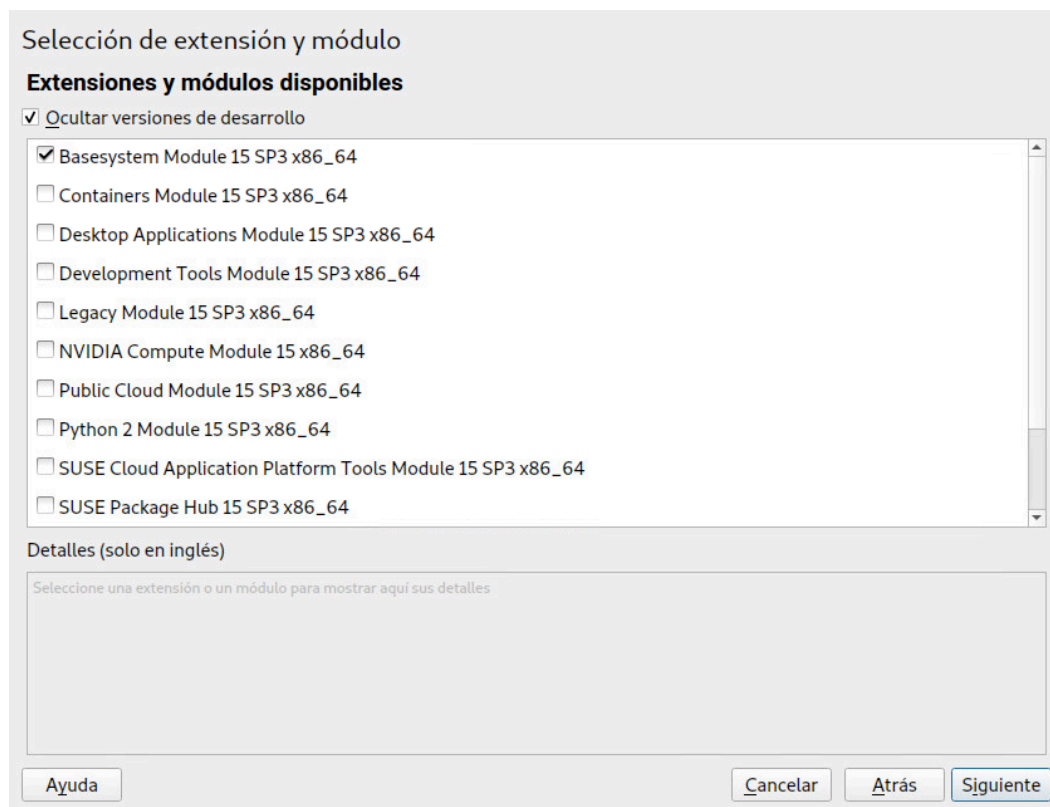 Selección de extensión y módulo
Extensiones y módulos disponibles
Ocultar versiones de desarrollo
Basesystem Module 15 SP3 x86_64
Containers Module 15 SP3 x86_64
Desktop Applications Module 15 SP3 x86_64
Development Tools Module 15 SP3 x86_64
Legacy Module 15 SP3 x86_64
NVIDIA Compute Module 15 x86_64
Public Cloud Module 15 SP3 x86_64
Python 2 Module 15 SP3 x86_64
SUSE Cloud Application Platform Tools Module 15 SP3 x86_64
SUSE Package Hub 15 SP3 x86_64
Detalles (solo en inglés)
Seleccione una extensión o un módulo para mostrar aquí sus detalles
Ayuda Cancelar Atrás Siguiente